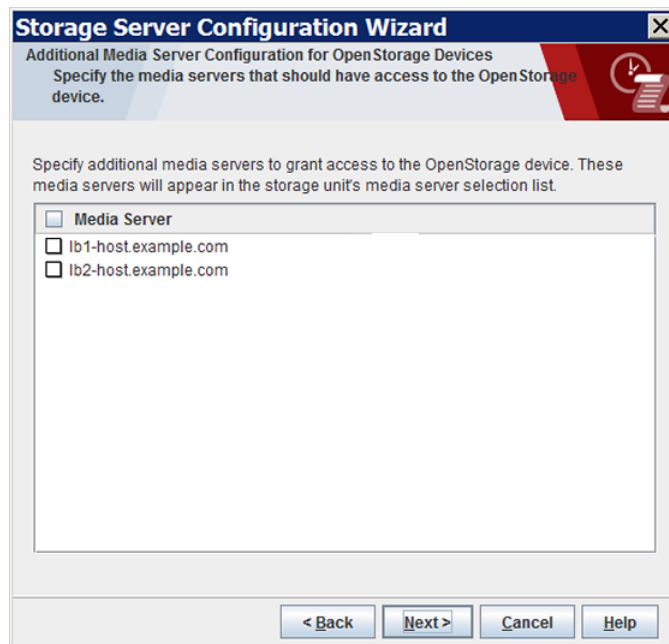 Storage Server Configuration Wizard
Additional Media Server Configuration for OpenStorage Devices
Specify the media servers that should have access to the OpenStorage
device.
Specify additional media servers to grant access to the OpenStorage device. These
media servers will appear in the storage unit's media server selection list.
Media Server
lb1-host.example.com
lb2-host.example.com
< Back Next > Cancel Help